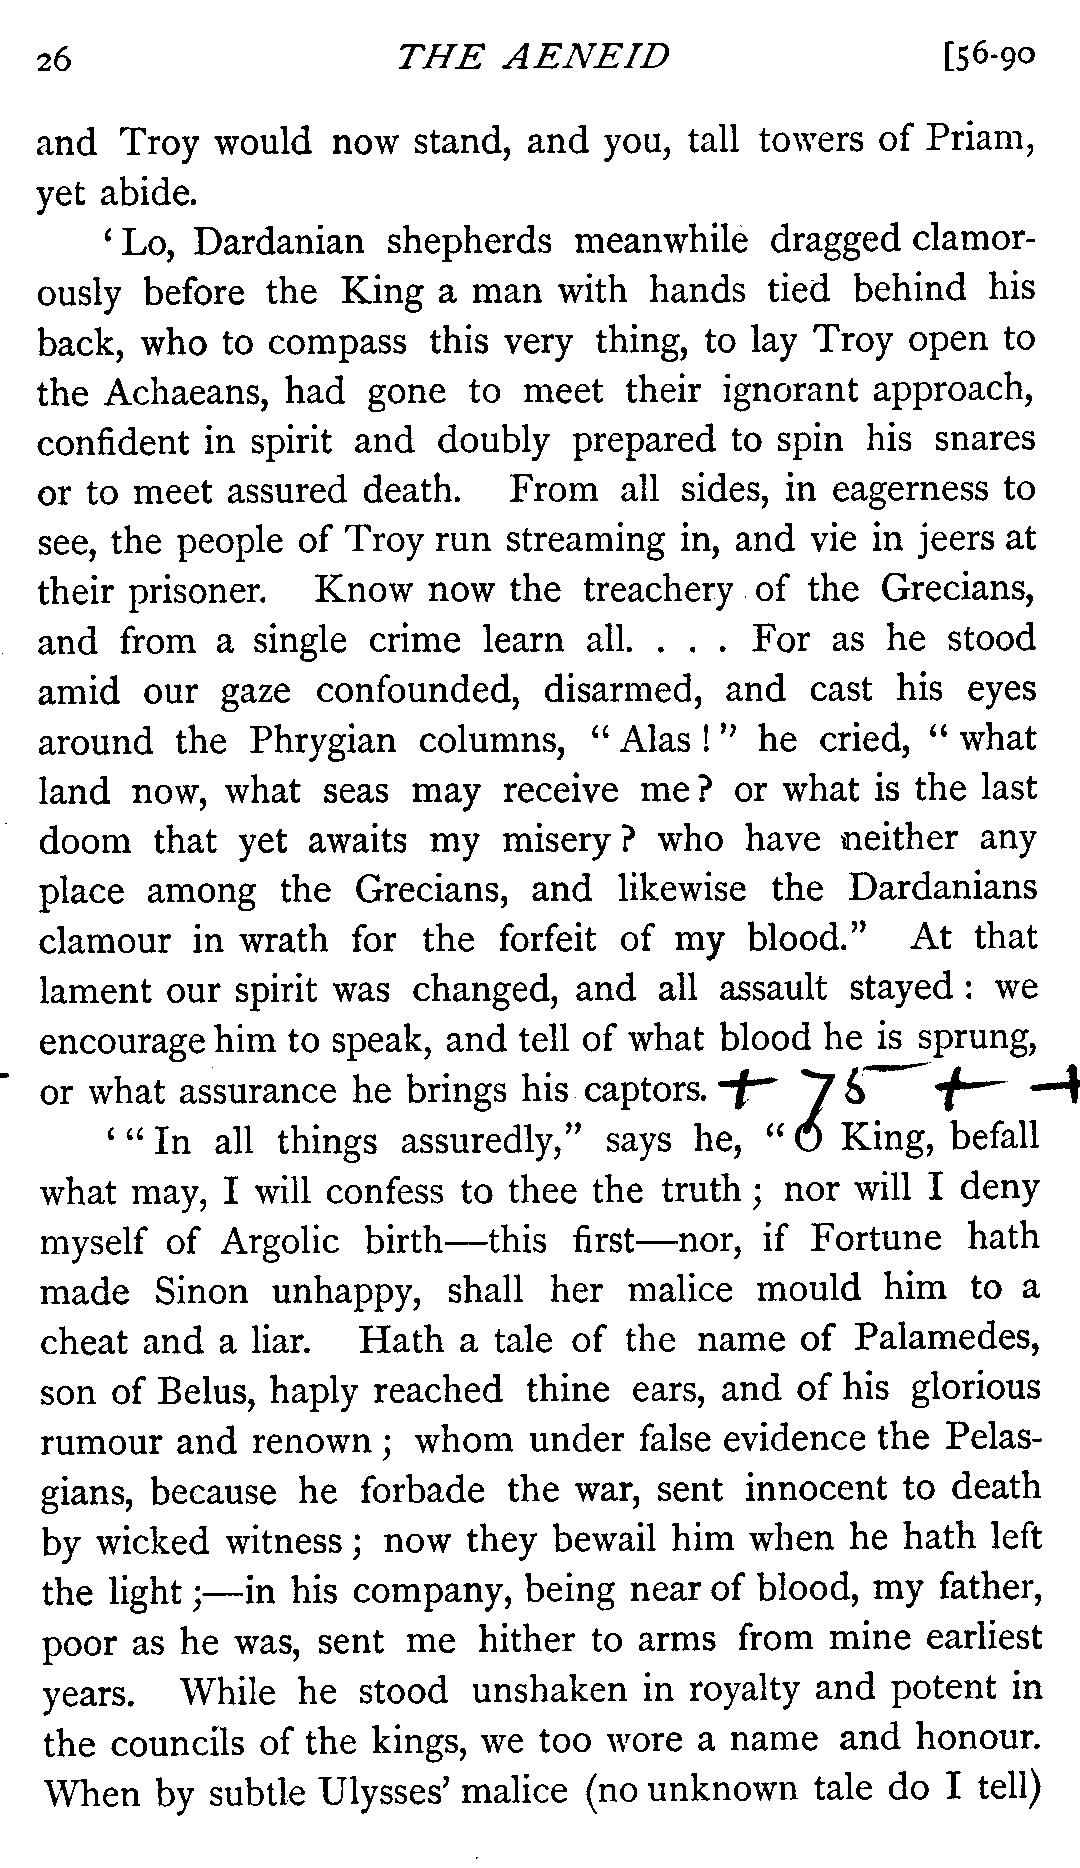 26 THE AENEID [56-90
and Troy would now stand, and you, tall towers of Priam,
yet abide.
‘ Lo, Dardanian shepherds meanwhile dragged clamor-
ously before the King a man with hands tied behind his
back, who to compass this very thing, to lay Troy open to
the Achaeans, had gone to meet their ignorant approach,
confident in spirit and doubly prepared to spin his snares
or to meet assured death. From all sides, in eagerness to
see, the people of Troy run streaming in, and vie in jeers at
their prisoner. Know now the treachery of the Grecians,
and from a single crime learn all. . . . For as he stood
amid our gaze confounded, disarmed, and cast his eyes
around the Phrygian columns, “ Alas ! ” he cried, “ what
land now, what seas may receive me ? or what is the last
doom that yet awaits my misery ? who have neither any
place among the Grecians, and likewise the Dardanians
clamour in wrath for the forfeit of my blood.” At that
lament our spirit was changed, and all assault stayed : we
encourage him to speak, and tell of what blood he is sprung,
or what assurance he brings his captors. + 75 + +
‘ “ In all things assuredly,” says he, “ O King, befall
what may, I will confess to thee the truth ; nor will I deny
myself of Argolic birth—this first—nor, if Fortune hath
made Sinon unhappy, shall her malice mould him to a
cheat and a liar. Hath a tale of the name of Palamedes,
son of Belus, haply reached thine ears, and of his glorious
rumour and renown ; whom under false evidence the Pelas-
gians, because he forbade the war, sent innocent to death
by wicked witness ; now they bewail him when he hath left
the light ;—in his company, being near of blood, my father,
poor as he was, sent me hither to arms from mine earliest
years. While he stood unshaken in royalty and potent in
the councils of the kings, we too wore a name and honour.
When by subtle Ulysses’ malice (no unknown tale do I tell)